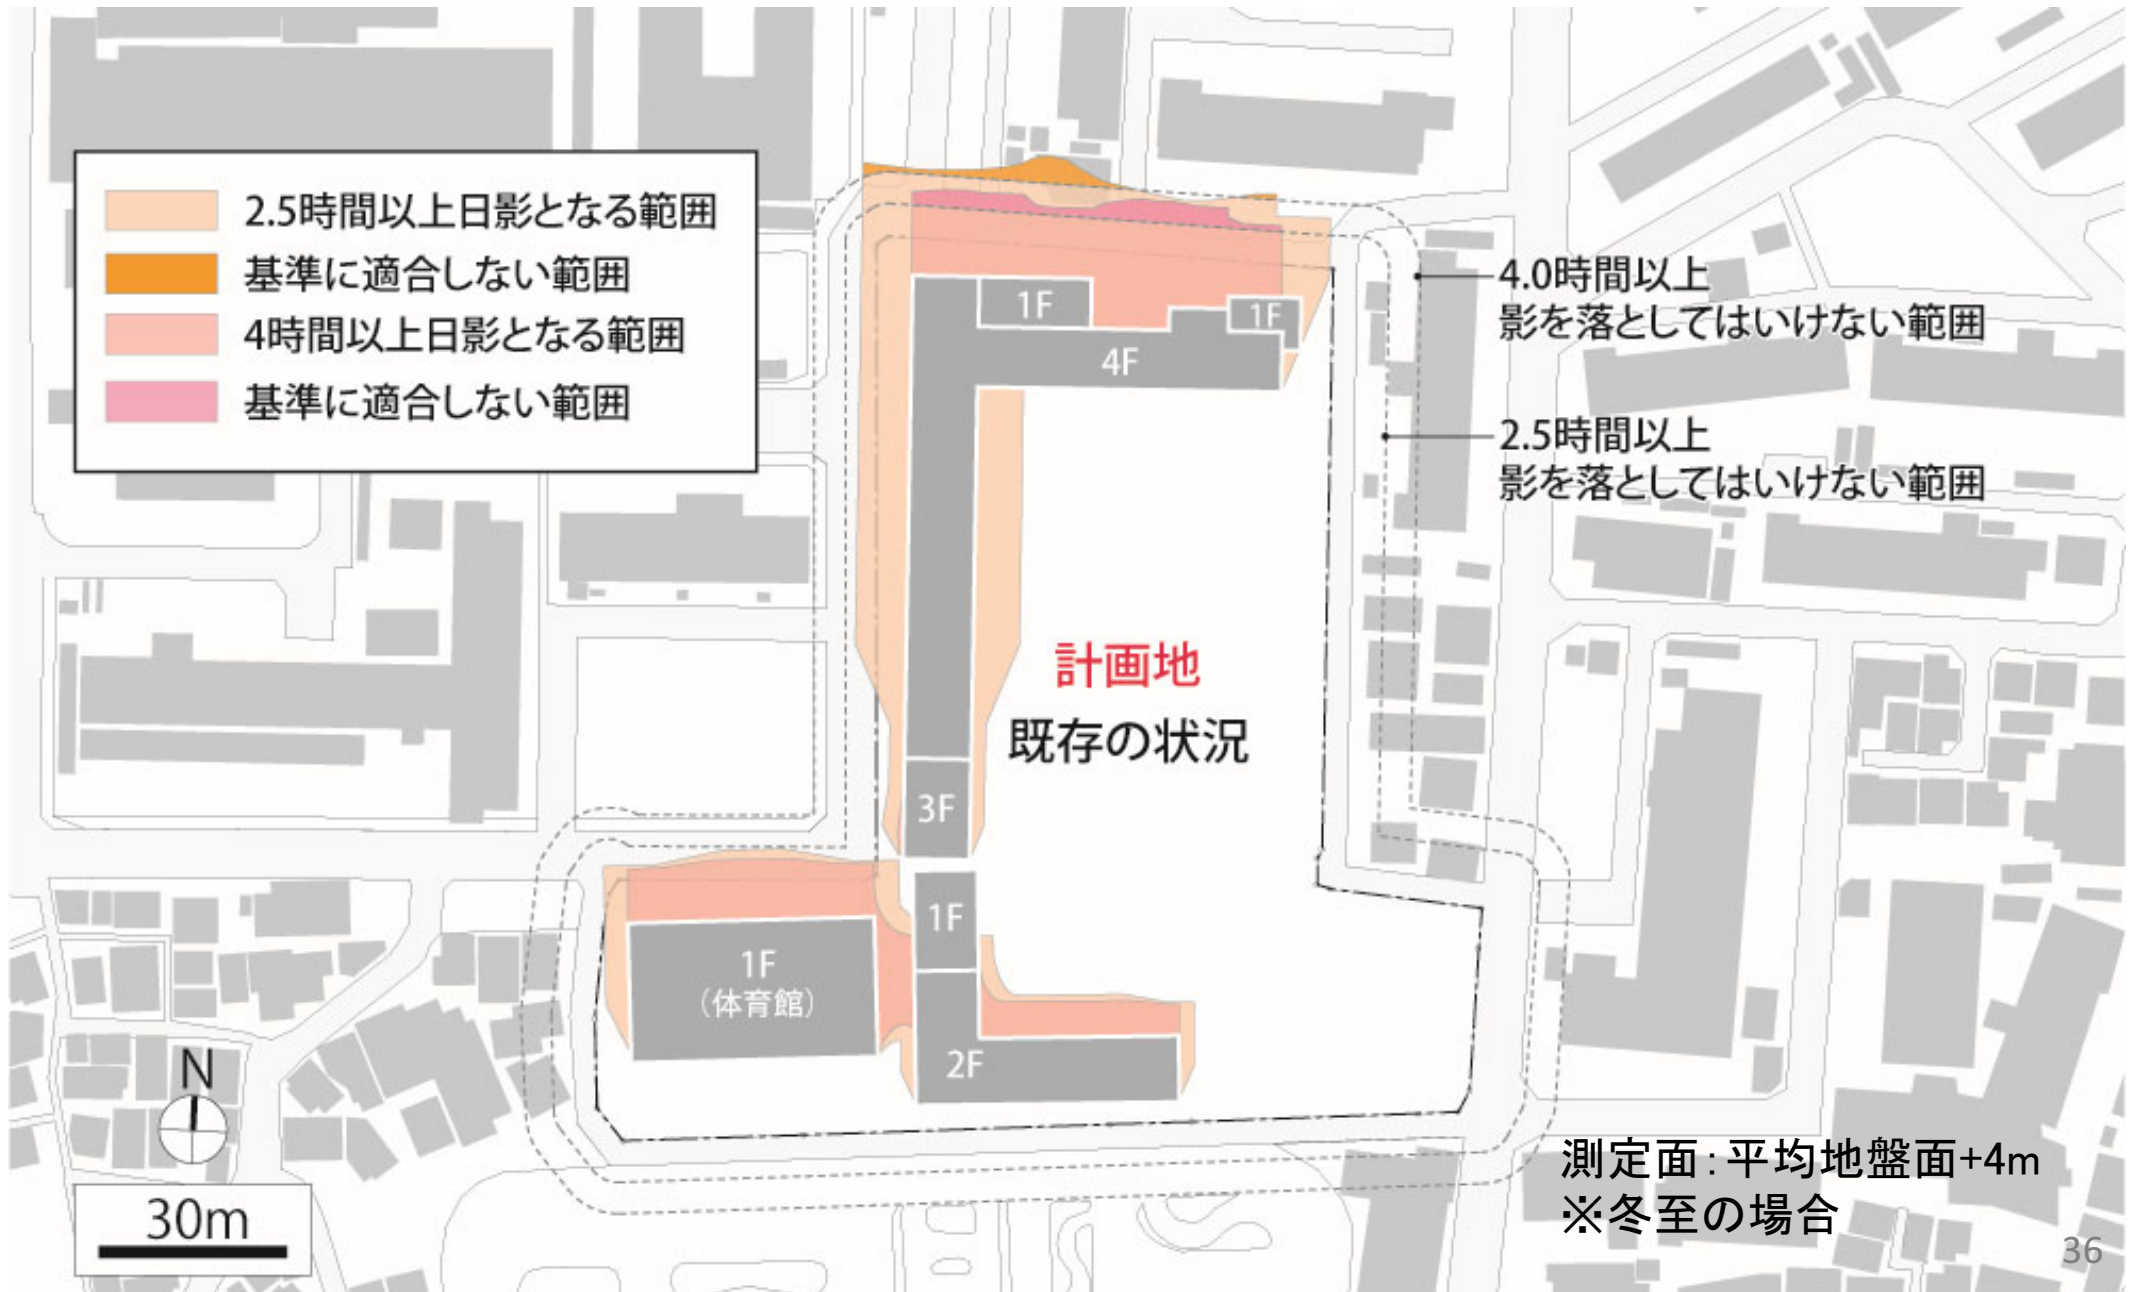 2.5時間以上日影となる範囲
基準に適合しない範囲
4時間以上日影となる範囲
基準に適合しない範囲
1F
1F
4F
4.0時間以上
影を落としてはいけない範囲
2.5時間以上
影を落としてはいけない範囲
計画地
既存の状況
3F
1F
1F
（体育館）
2F
N
30m
測定面：平均地盤面+4m
※冬至の場合
36